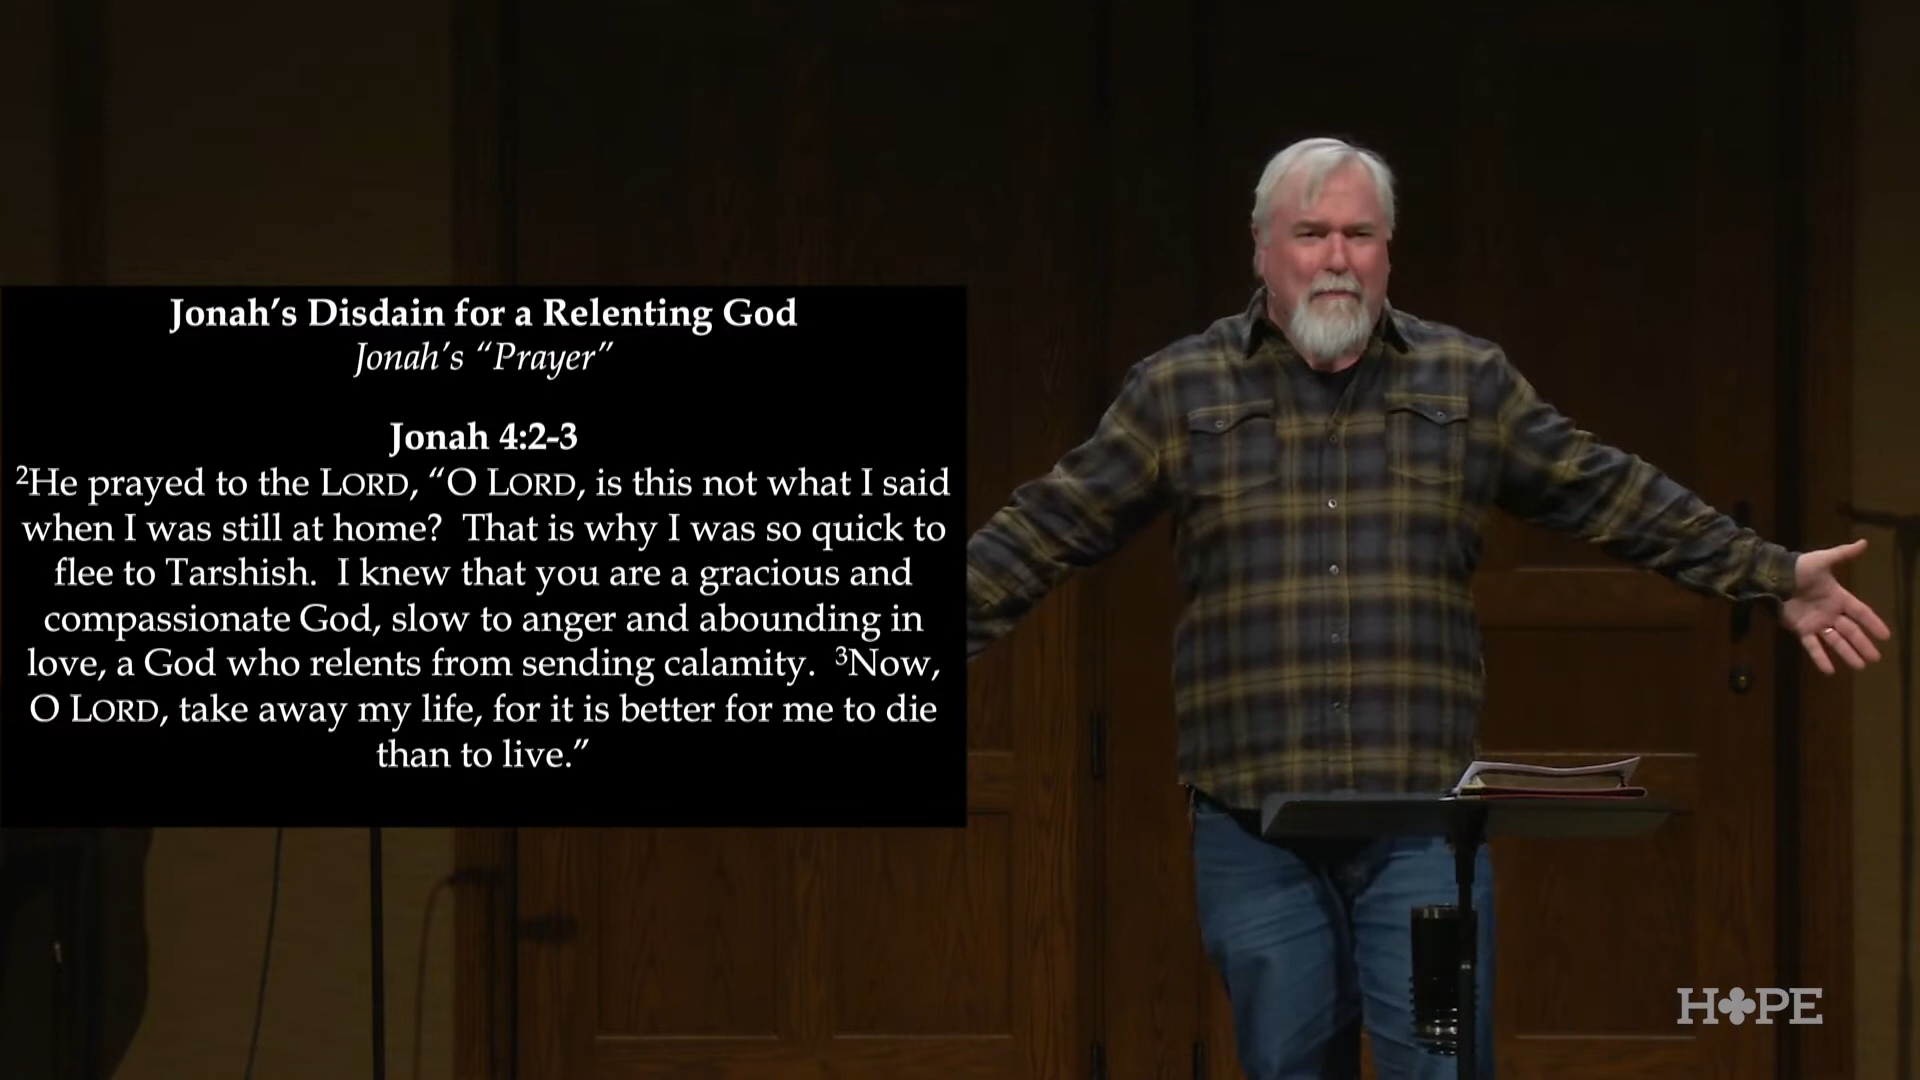 Jonah’s Disdain for a Relenting God
Jonah’s “Prayer”
Jonah 4:2-3
²He prayed to the LORD, “O LORD, is this not what I said
when I was still at home?  That is why I was so quick to
flee to Tarshish.  I knew that you are a gracious and
compassionate God, slow to anger and abounding in
love, a God who relents from sending calamity.  ³Now,
O LORD, take away my life, for it is better for me to die
than to live.”
HOPE